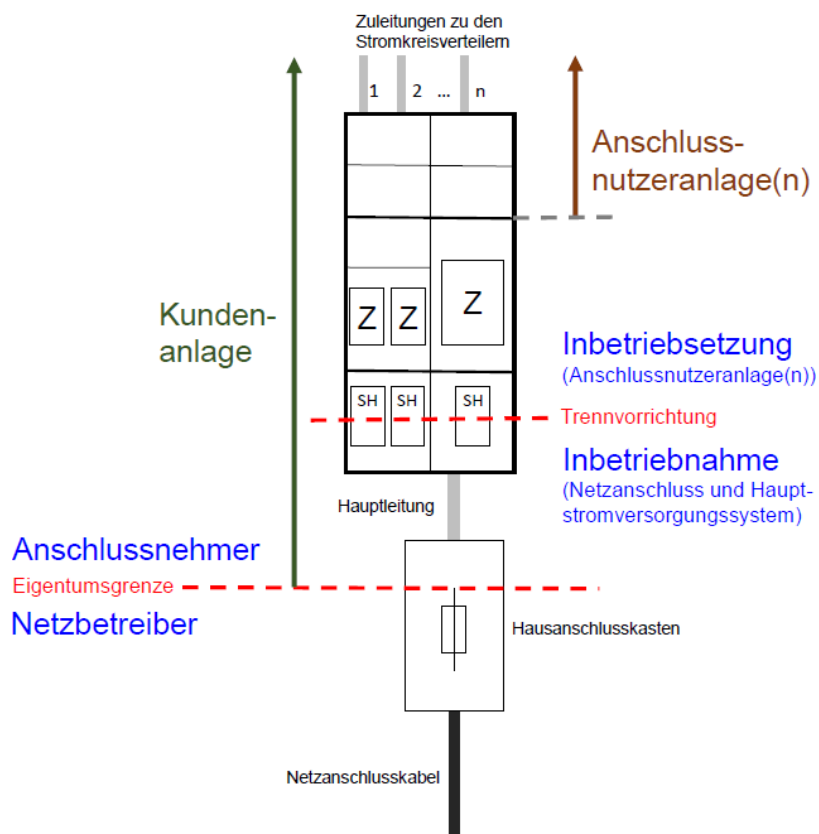 Zuleitungen zu den
Stromkreisverteilern
1 2 ... n
Anschluss-
nutzeranlage(n)
Kunden-
anlage
Z Z Z
Inbetriebsetzung
(Anschlussnutzeranlage(n))
SH SH SH
Trennvorrichtung
Inbetriebnahme
(Netzanschluss und Haupt-
stromversorgungssystem)
Hauptleitung
Anschlussnehmer
Eigentumsgrenze
Netzbetreiber
Hausanschlusskasten
Netzanschlusskabel